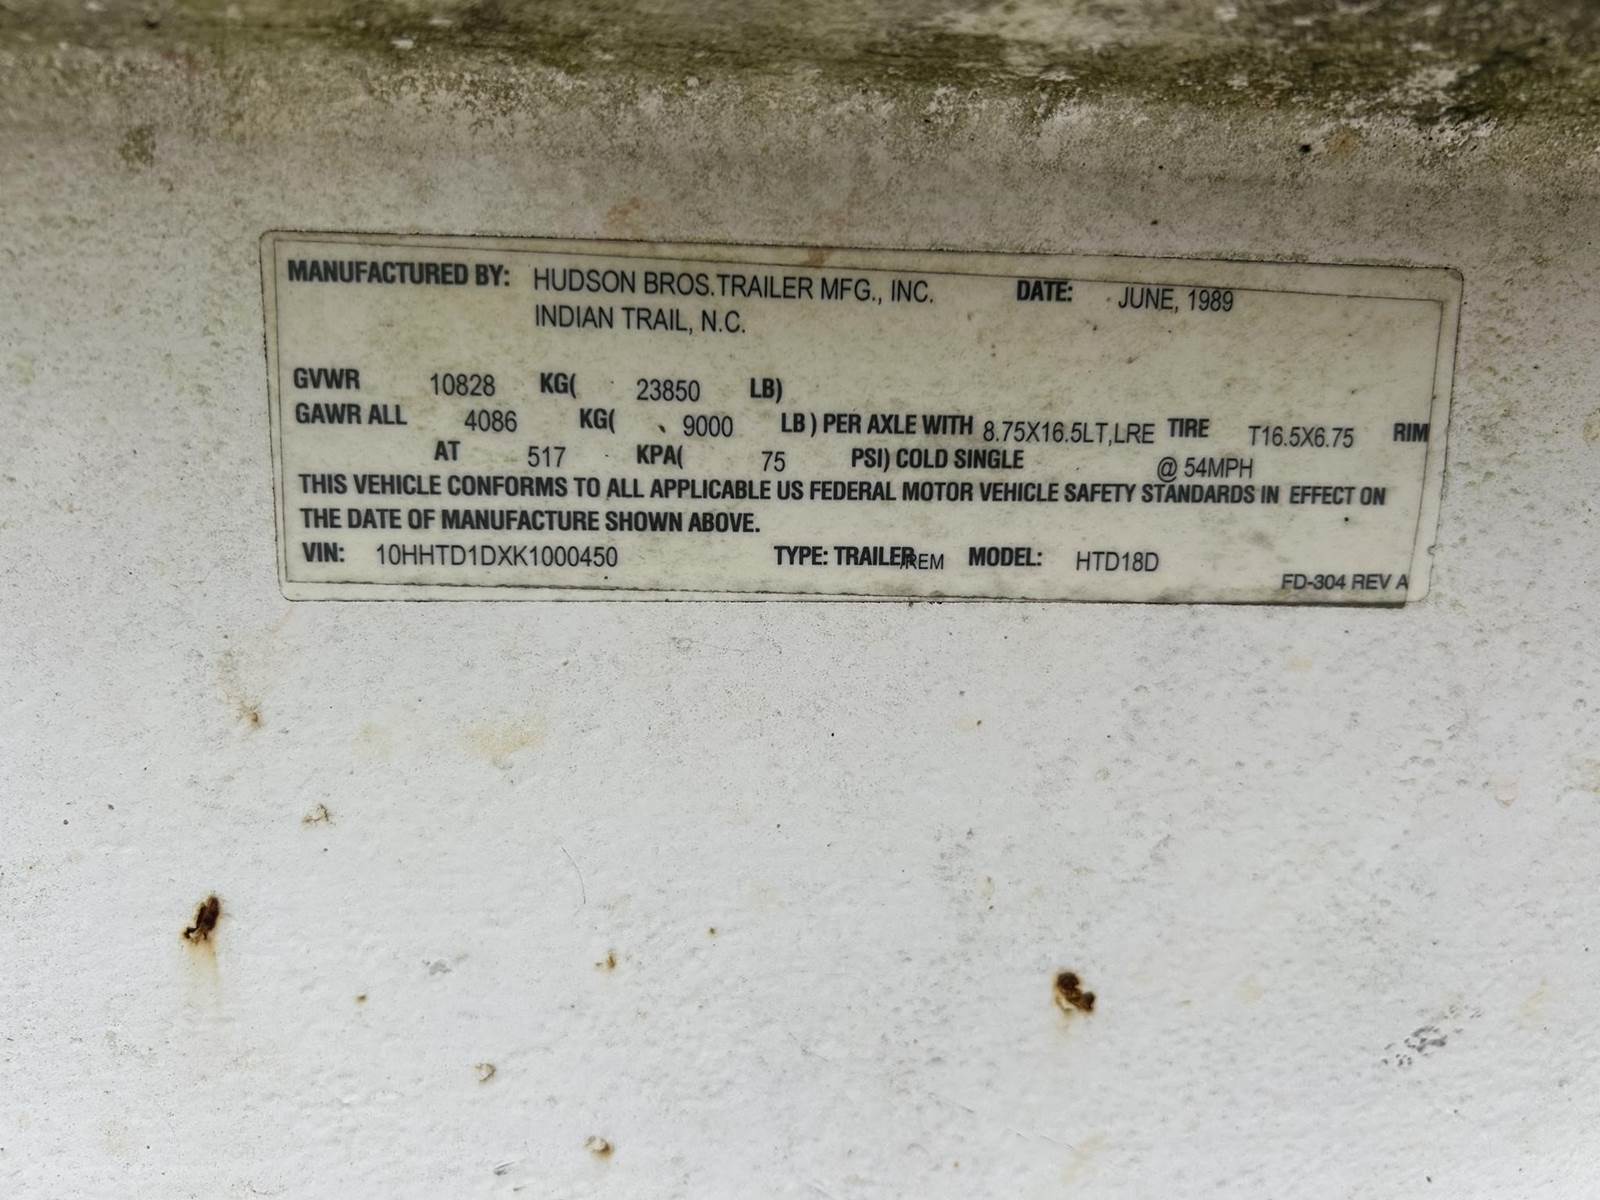 MANUFACTURED BY: HUDSON BROS.TRAILER MFG., INC. DATE: JUNE, 1989
INDIAN TRAIL, N.C.
GVWR 10828 KG( 23850 LB)
GAWR ALL 4086 KG( 9000 LB ) PER AXLE WITH 8.75X16.5LT,LRE TIRE T16.5X6.75 RIM
AT 517 KPA( 75 PSI) COLD SINGLE @ 54MPH
THIS VEHICLE CONFORMS TO ALL APPLICABLE US FEDERAL MOTOR VEHICLE SAFETY STANDARDS IN EFFECT ON
THE DATE OF MANUFACTURE SHOWN ABOVE.
VIN: 10HHTD1DXK1000450 TYPE: TRAILER/REM MODEL: HTD18D
FD-304 REV A